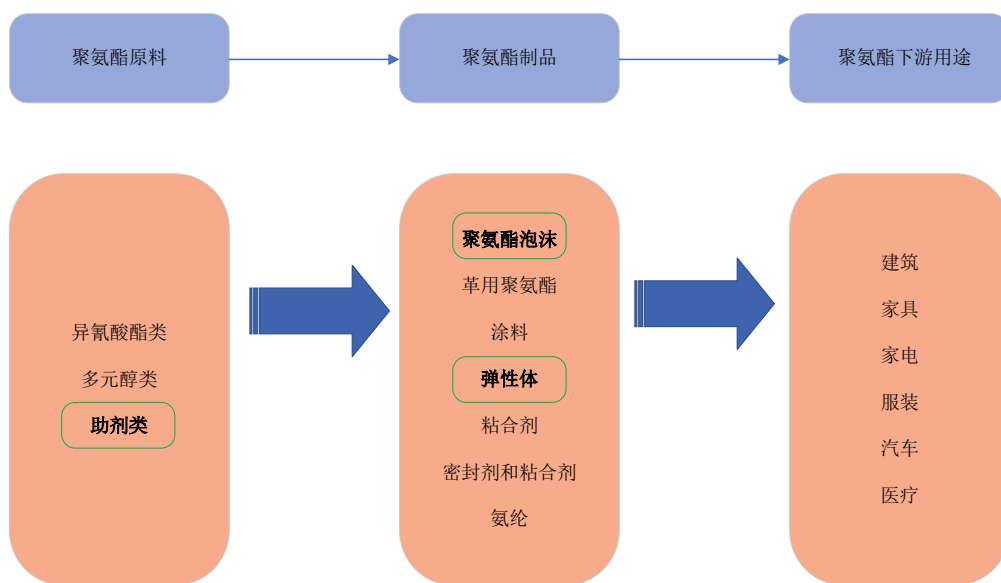 聚氨酯原料
聚氨酯制品
聚氨酯下游用途
异氰酸酯类
多元醇类
助剂类
聚氨酯泡沫
革用聚氨酯
涂料
弹性体
粘合剂
密封剂和粘合剂
氨纶
建筑
家具
家电
服装
汽车
医疗